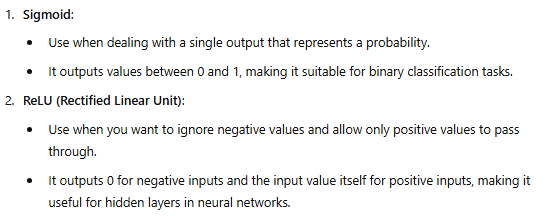 1. Sigmoid:
• Use when dealing with a single output that represents a probability.
• It outputs values between 0 and 1, making it suitable for binary classification tasks.
2. ReLU (Rectified Linear Unit):
• Use when you want to ignore negative values and allow only positive values to pass
through.
• It outputs 0 for negative inputs and the input value itself for positive inputs, making it
useful for hidden layers in neural networks.